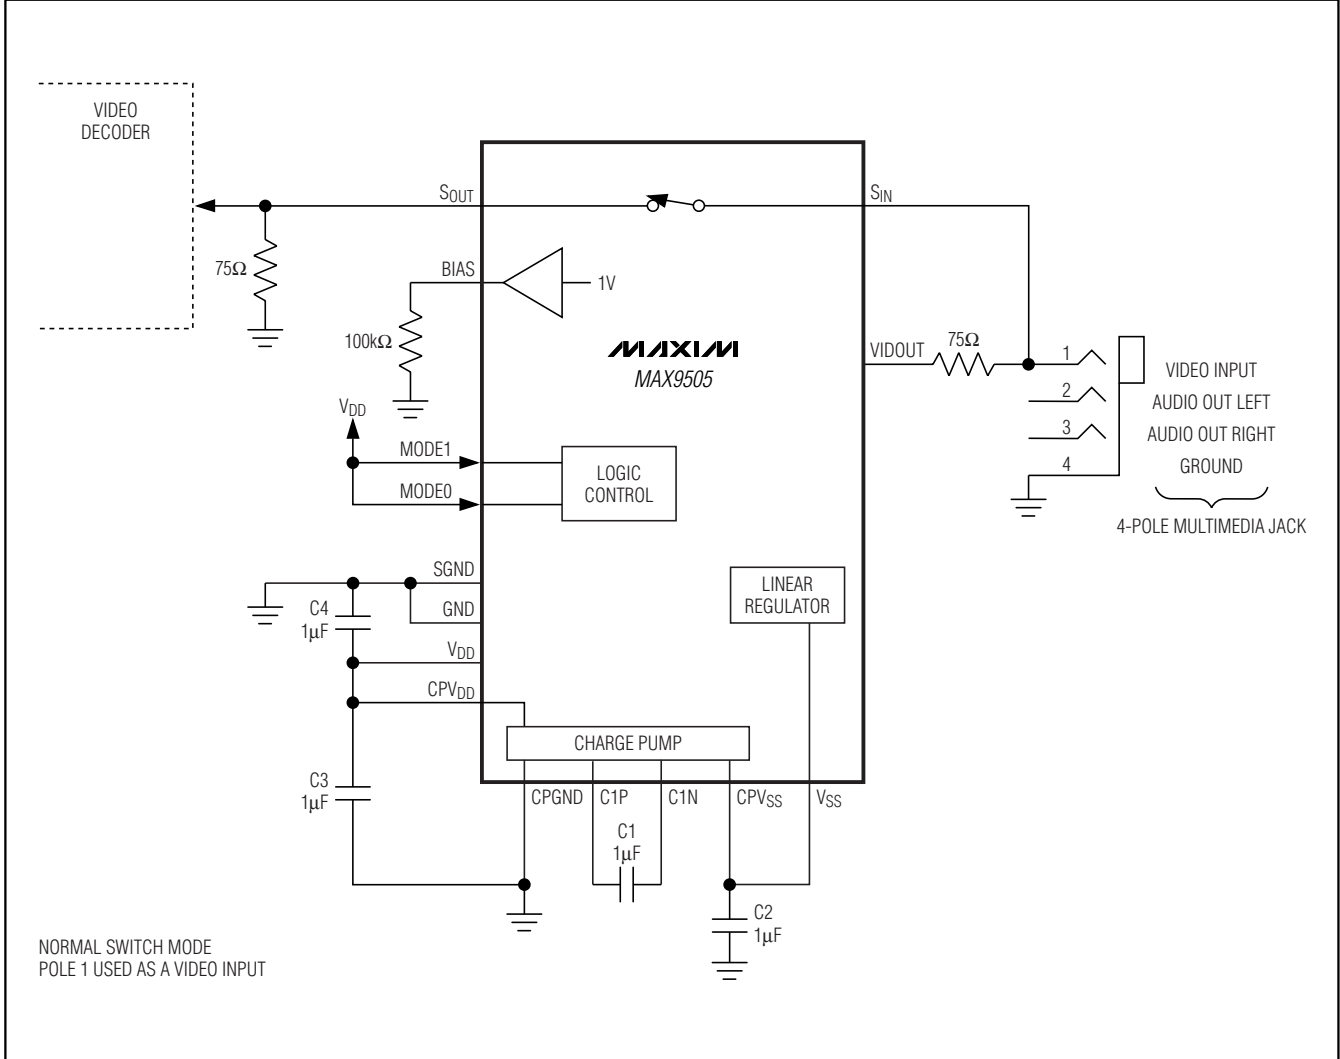 VIDEO
DECODER
SOUT
SIN
75Ω
BIAS
1V
100kΩ
MAXIM
MAX9505
VIDOUT
75Ω
1
VIDEO INPUT
2
AUDIO OUT LEFT
3
AUDIO OUT RIGHT
4
GROUND
4-POLE MULTIMEDIA JACK
VDD
MODE1
MODE0
LOGIC
CONTROL
SGND
GND
C4
1µF
VDD
CPVDD
LINEAR
REGULATOR
CHARGE PUMP
C3
1µF
CPGND
C1P
C1N
CPVSS
VSS
C1
1µF
C2
1µF
NORMAL SWITCH MODE
POLE 1 USED AS A VIDEO INPUT